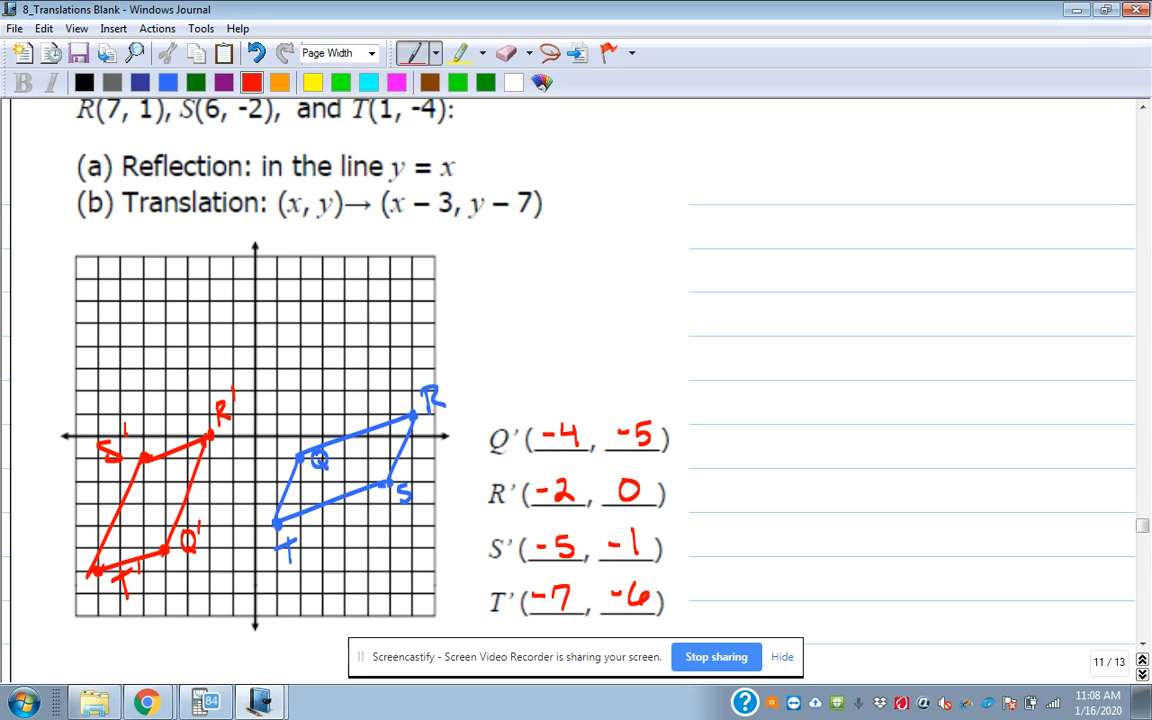 8_Translations Blank - Windows Journal
File Edit View Insert Actions Tools Help
Page Width
B I
R(7, 1), S(6, -2), and T(1, -4):
(a) Reflection: in the line y = x
(b) Translation: (x, y)→ (x − 3, y − 7)
R'
R
S'
Q
S
Q'
T
T'
Q’ (-4, -5)
R’ (-2, 0)
S’ (-5, -1)
T’ (-7, -6)
Screencastify - Screen Video Recorder is sharing your screen. Stop sharing Hide
11 / 13
84
11:08 AM
1/16/2020